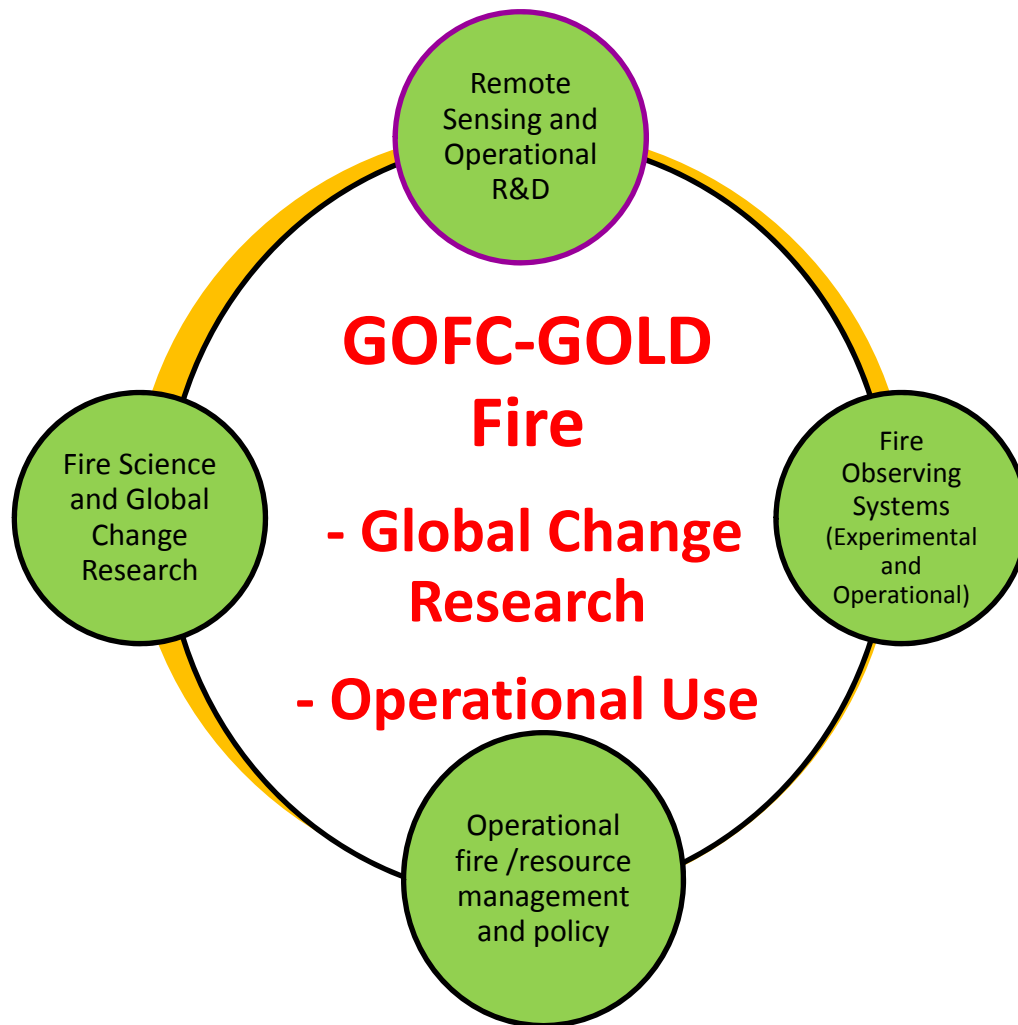 Remote
Sensing and
Operational
R&D
GOFC-GOLD
Fire
- Global Change
Research
- Operational Use
Fire Science
and Global
Change
Research
Fire
Observing
Systems
(Experimental
and
Operational)
Operational
fire /resource
management
and policy